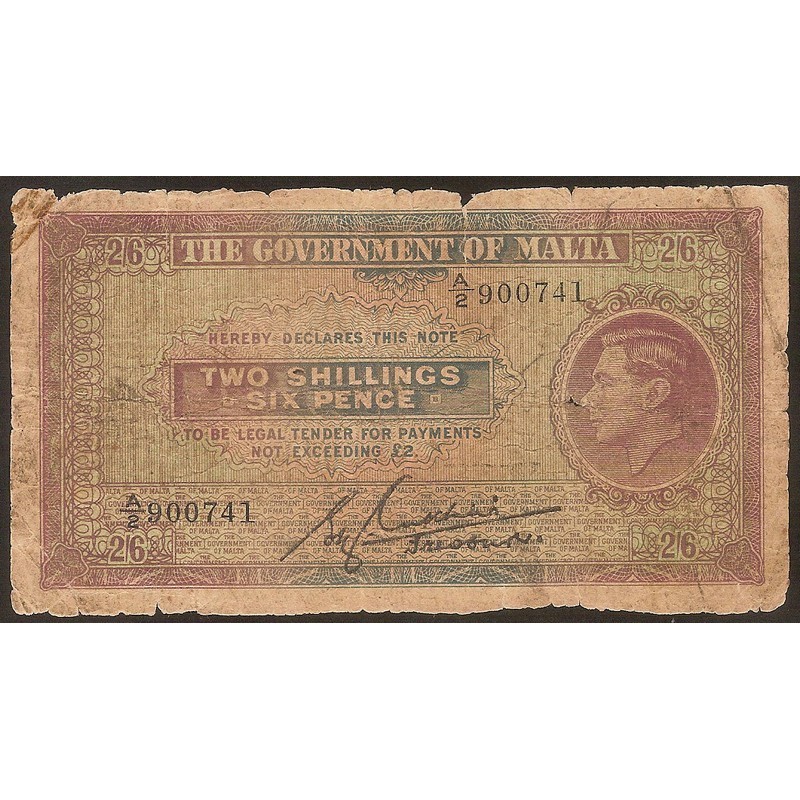 2/6 THE GOVERNMENT OF MALTA 2/6
A/2 900741
HEREBY DECLARES THIS NOTE
TWO SHILLINGS
SIX PENCE
TO BE LEGAL TENDER FOR PAYMENTS
NOT EXCEEDING £2.
A/2 900741
2/6 2/6